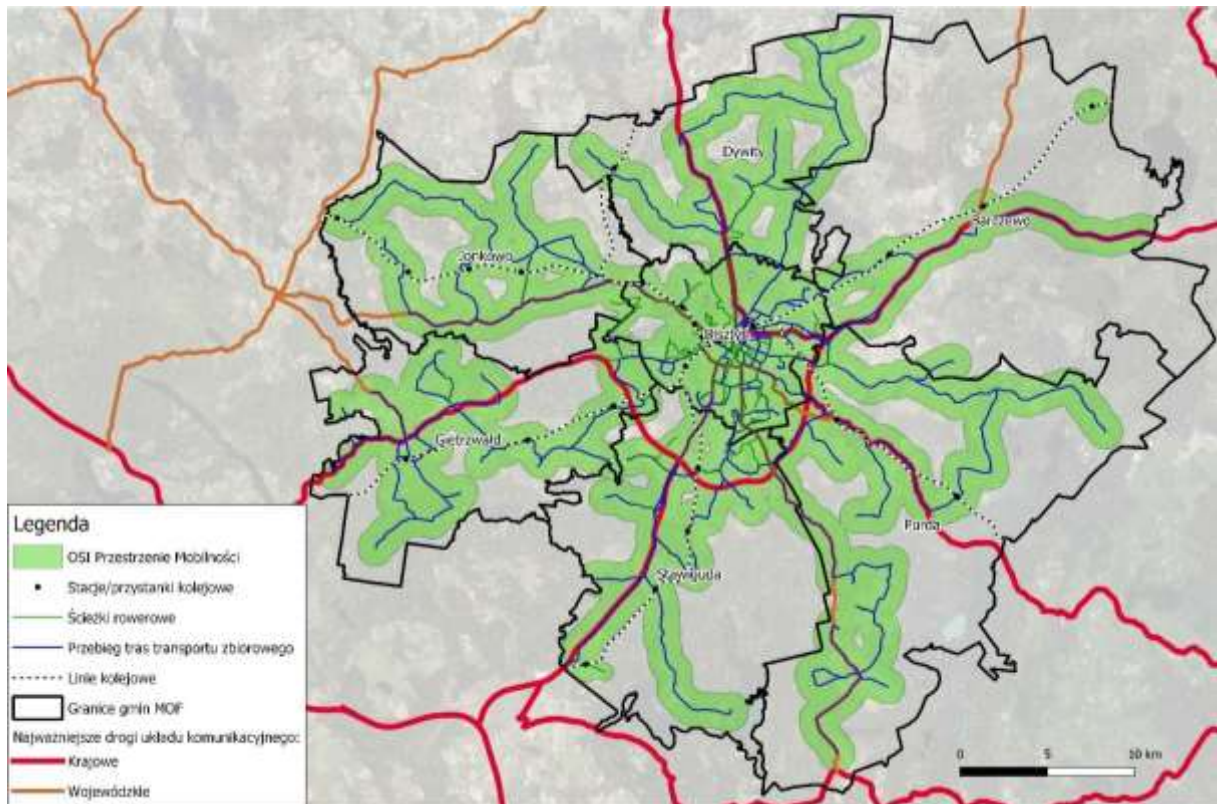 Dywity
Barczewo
Jonkowo
Olsztyn
Gietrzwałd
Purda
Stawiguda
Legenda
OSI Przestrzenie Mobilności
Stacje/przystanki kolejowe
Ścieżki rowerowe
Przebieg tras transportu zbiorowego
Linie kolejowe
Granice gmin MOF
Najważniejsze drogi układu komunikacyjnego:
Krajowe
Wojewódzkie
0 5 10 km